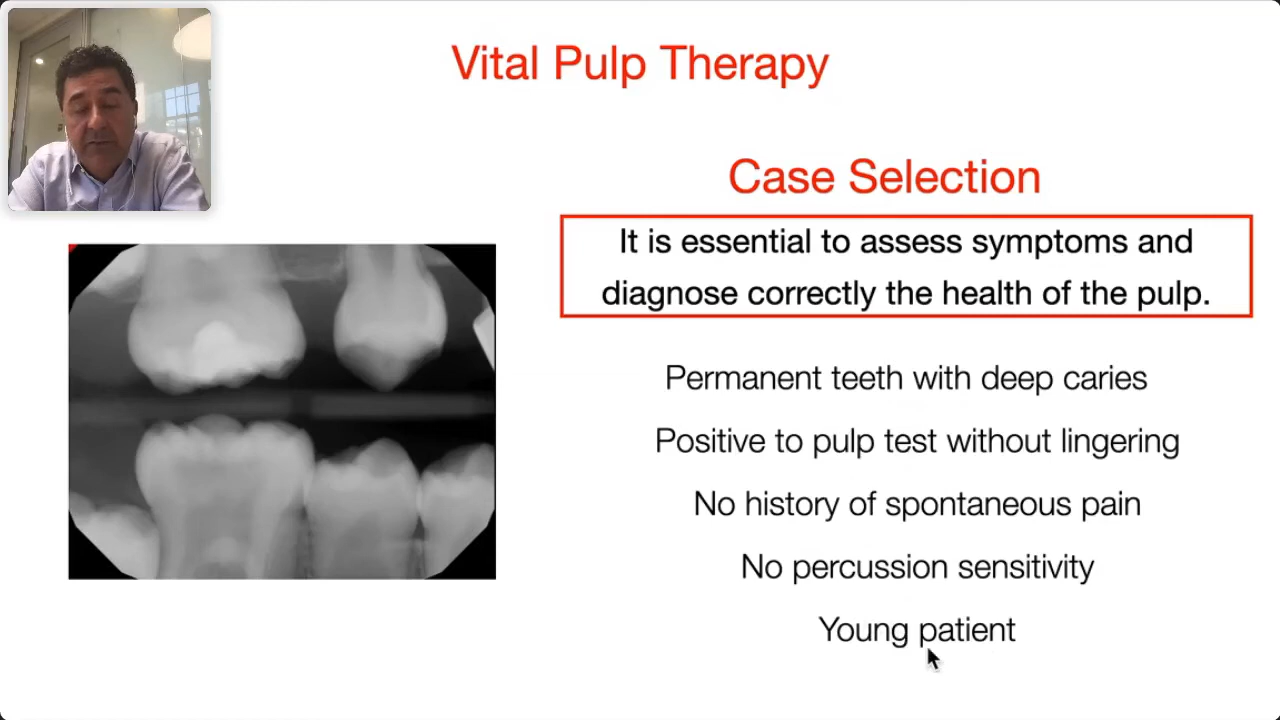 Vital Pulp Therapy
Case Selection
It is essential to assess symptoms and
diagnose correctly the health of the pulp.
Permanent teeth with deep caries
Positive to pulp test without lingering
No history of spontaneous pain
No percussion sensitivity
Young patient